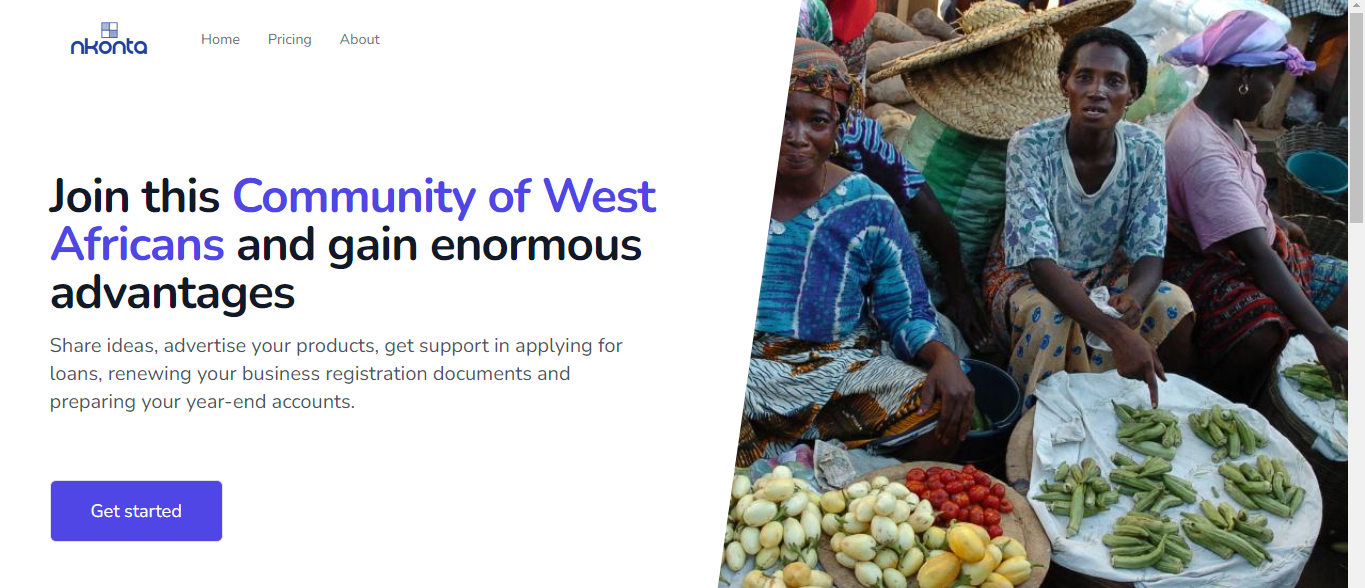 nkonta
Home Pricing About
Join this Community of West
Africans and gain enormous
advantages
Share ideas, advertise your products, get support in applying for
loans, renewing your business registration documents and
preparing your year-end accounts.
Get started